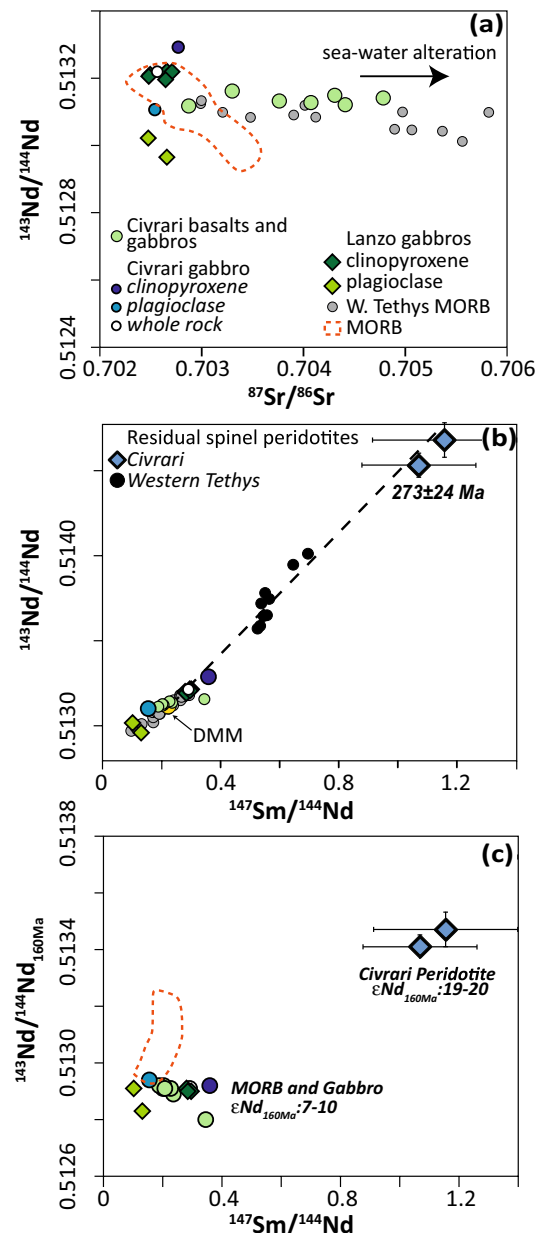 (a)
sea-water alteration
0.5132
0.5128
0.5124
¹⁴³Nd/¹⁴⁴Nd
Civrari basalts and
gabbros
Civrari gabbro
clinopyroxene
plagioclase
whole rock
Lanzo gabbros
clinopyroxene
plagioclase
W. Tethys MORB
MORB
0.702 0.703 0.704 0.705 0.706
⁸⁷Sr/⁸⁶Sr
(b)
Residual spinel peridotites
Civrari
Western Tethys
273±24 Ma
0.5140
0.5130
¹⁴³Nd/¹⁴⁴Nd
DMM
0 0.4 0.8 1.2
¹⁴⁷Sm/¹⁴⁴Nd
(c)
0.5138
0.5134
0.5130
0.5126
¹⁴³Nd/¹⁴⁴Nd₁₆₀Ma
Civrari Peridotite
εNd₁₆₀Ma:19-20
MORB and Gabbro
εNd₁₆₀Ma:7-10
0 0.4 0.8 1.2
¹⁴⁷Sm/¹⁴⁴Nd